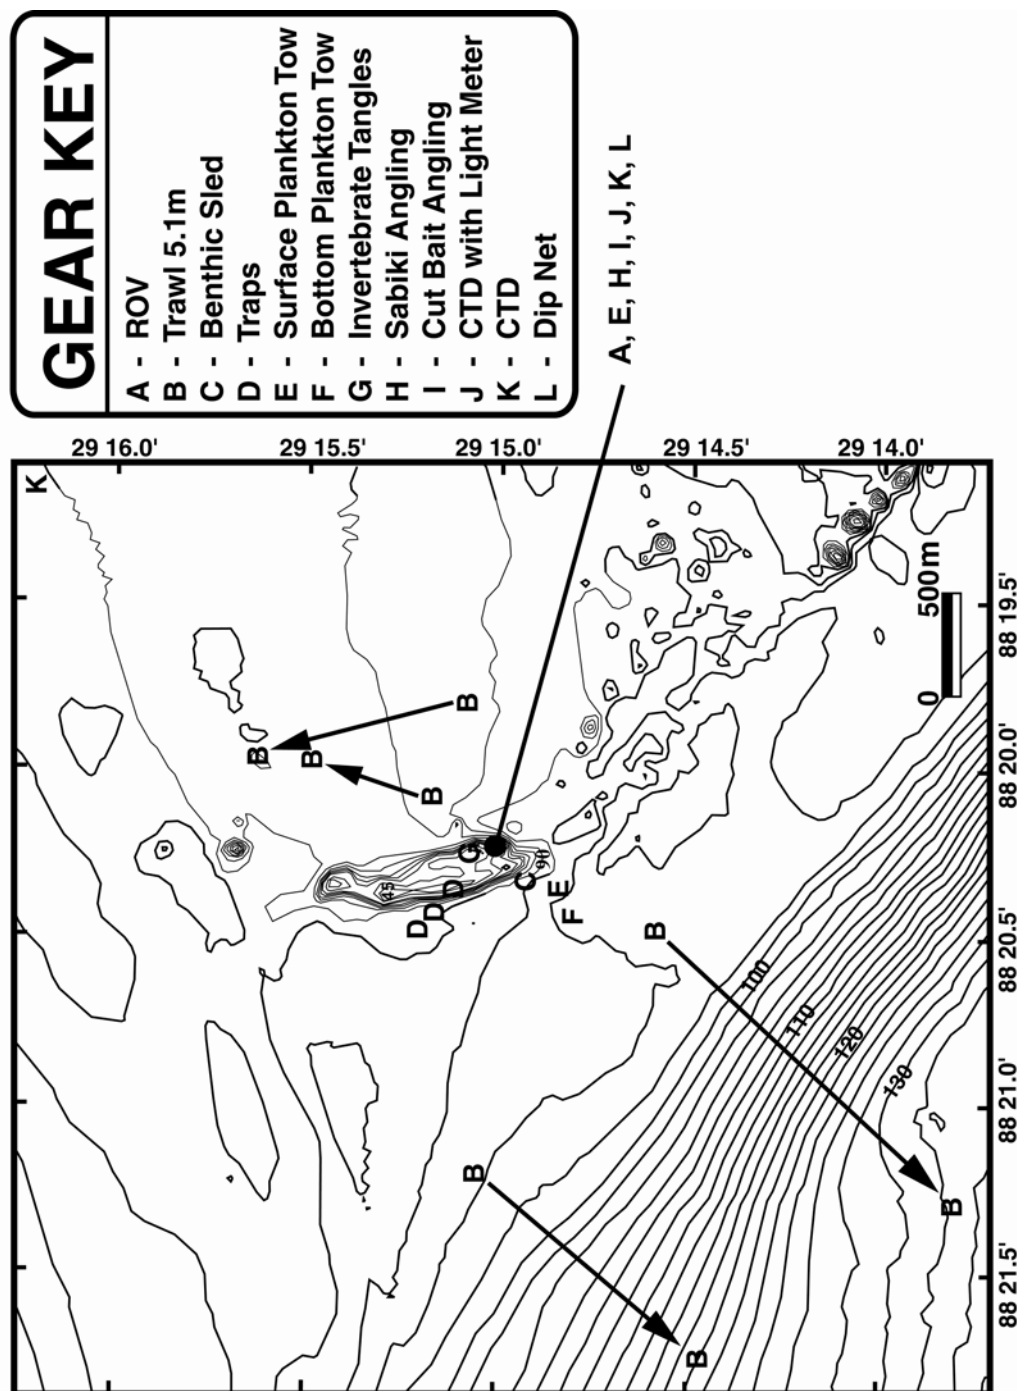 GEAR KEY
A - ROV
B - Trawl 5.1m
C - Benthic Sled
D - Traps
E - Surface Plankton Tow
F - Bottom Plankton Tow
G - Invertebrate Tangles
H - Sabiki Angling
I - Cut Bait Angling
J - CTD with Light Meter
K - CTD
L - Dip Net
A, E, H, I, J, K, L
29 16.0'
29 15.5'
29 15.0'
29 14.5'
29 14.0'
K
B
B
B
B
G
45
D
D
D
C
90
E
F
B
B
B
B
100
110
120
130
0
500m
88 19.5'
88 20.0'
88 20.5'
88 21.0'
88 21.5'